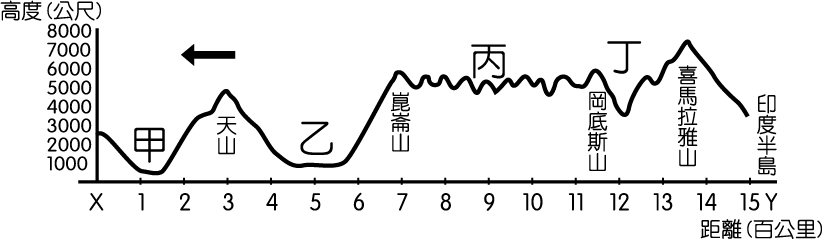 高度（公尺）
8000
7000
6000
5000
4000
3000
2000
1000
甲
天山
乙
崑崙山
丙
岡底斯山
丁
喜馬拉雅山
印度半島
X 1 2 3 4 5 6 7 8 9 10 11 12 13 14 15 Y
距離（百公里）